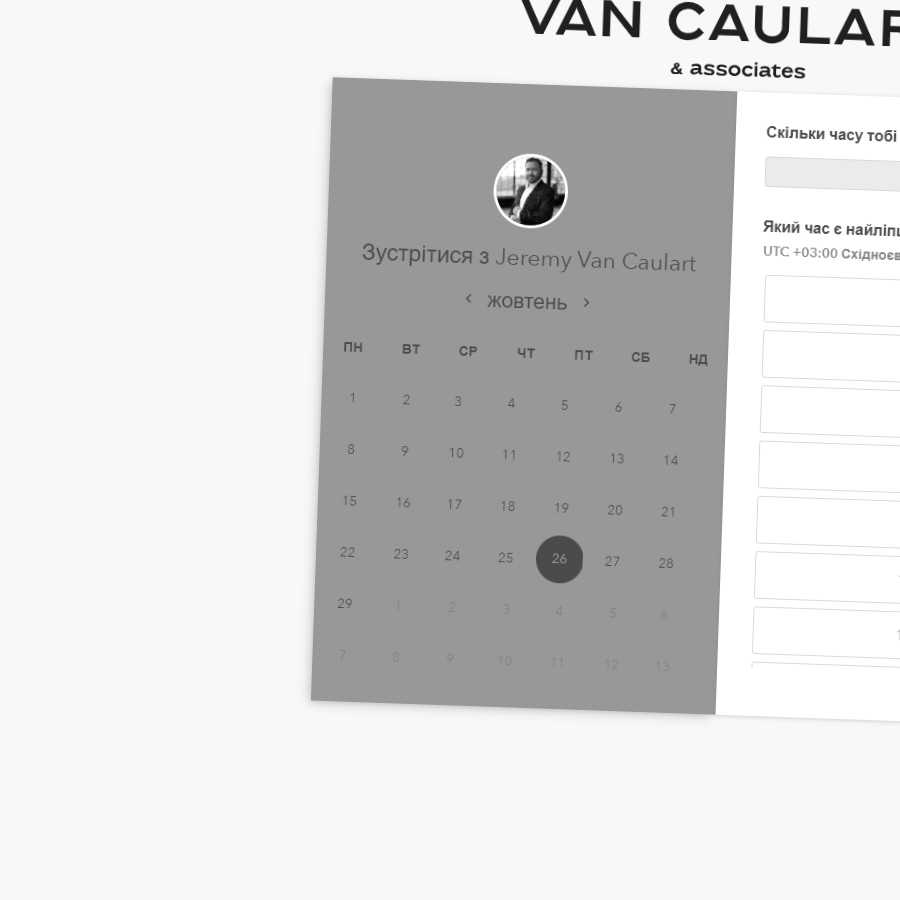 VAN CAULAR
& associates
Зустрітися з Jeremy Van Caulart
жовтень
ПН ВТ СР ЧТ ПТ СБ НД
1 2 3 4 5 6 7
8 9 10 11 12 13 14
15 16 17 18 19 20 21
22 23 24 25 26 27 28
29 1 2 3 4 5 6
7 8 9 10 11 12 13
Скільки часу тобі
Який час є
UTC +03:00